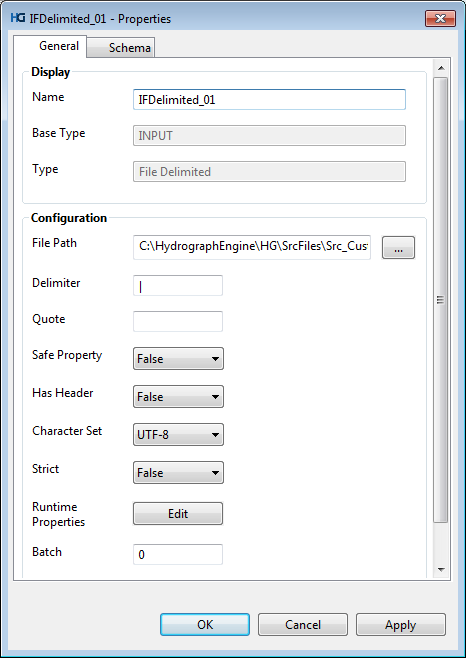 HG IFDelimited_01 - Properties
General Schema
Display
Name IFDelimited_01
Base Type INPUT
Type File Delimited
Configuration
File Path C:\HydrographEngine\HG\SrcFiles\Src_Cus ...
Delimiter |
Quote
Safe Property False
Has Header False
Character Set UTF-8
Strict False
Runtime
Properties Edit
Batch 0
OK Cancel Apply